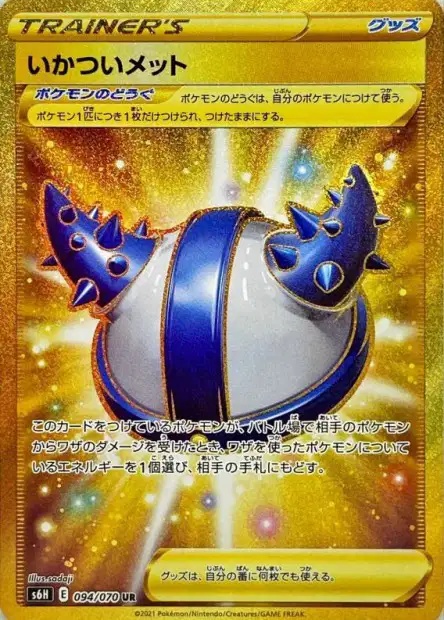 TRAINER'S グッズ
いかついメット
ポケモンのどうぐ
ポケモンのどうぐは、自分のポケモンにつけて使う。
ポケモン1匹につき1枚だけつけられ、つけたままにする。
このカードをつけているポケモンが、バトル場で相手のポケモン
からワザのダメージを受けたとき、ワザを使ったポケモンについて
いるエネルギーを1個選び、相手の手札にもどす。
グッズは、自分の番に何枚でも使える。
Illus.sadaji
s6H E 094/070 UR
©2021 Pokémon/Nintendo/Creatures/GAME FREAK